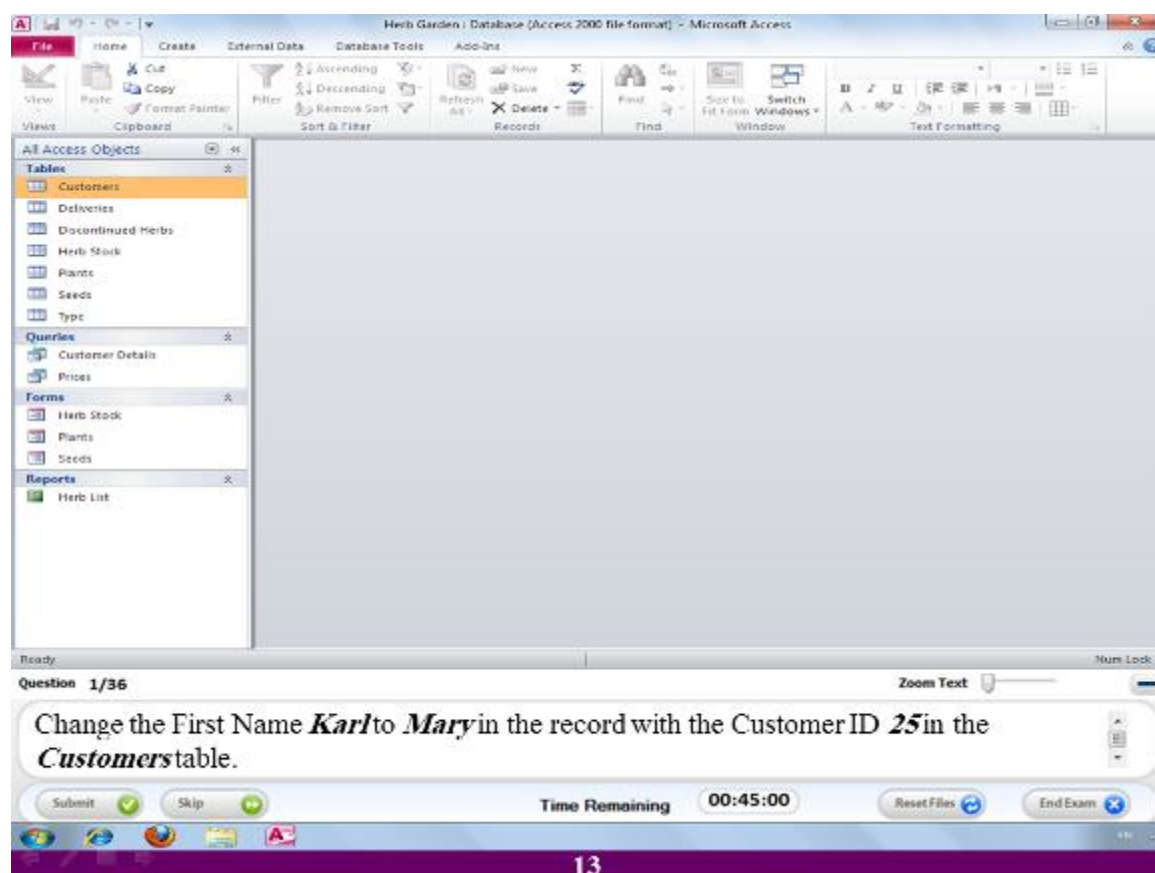 Herb Garden : Database (Access 2000 file format) - Microsoft Access
File Home Create External Data Database Tools Add-Ins
View Paste Cut Copy Format Painter Filter Ascending Descending Remove Sort Refresh All New Save Delete Find Size to Fit Form Switch Windows
Views Clipboard Sort & Filter Records Find Window Text Formatting
All Access Objects
Tables
Customers
Deliveries
Discontinued Herbs
Herb Stock
Plants
Seeds
Type
Queries
Customer Details
Prices
Forms
Herb Stock
Plants
Seeds
Reports
Herb List
Ready Num Lock
Question 1/36 Zoom Text
Change the First Name Karl to Mary in the record with the Customer ID 25 in the
Customers table.
Submit Skip Time Remaining 00:45:00 Reset Files End Exam
13